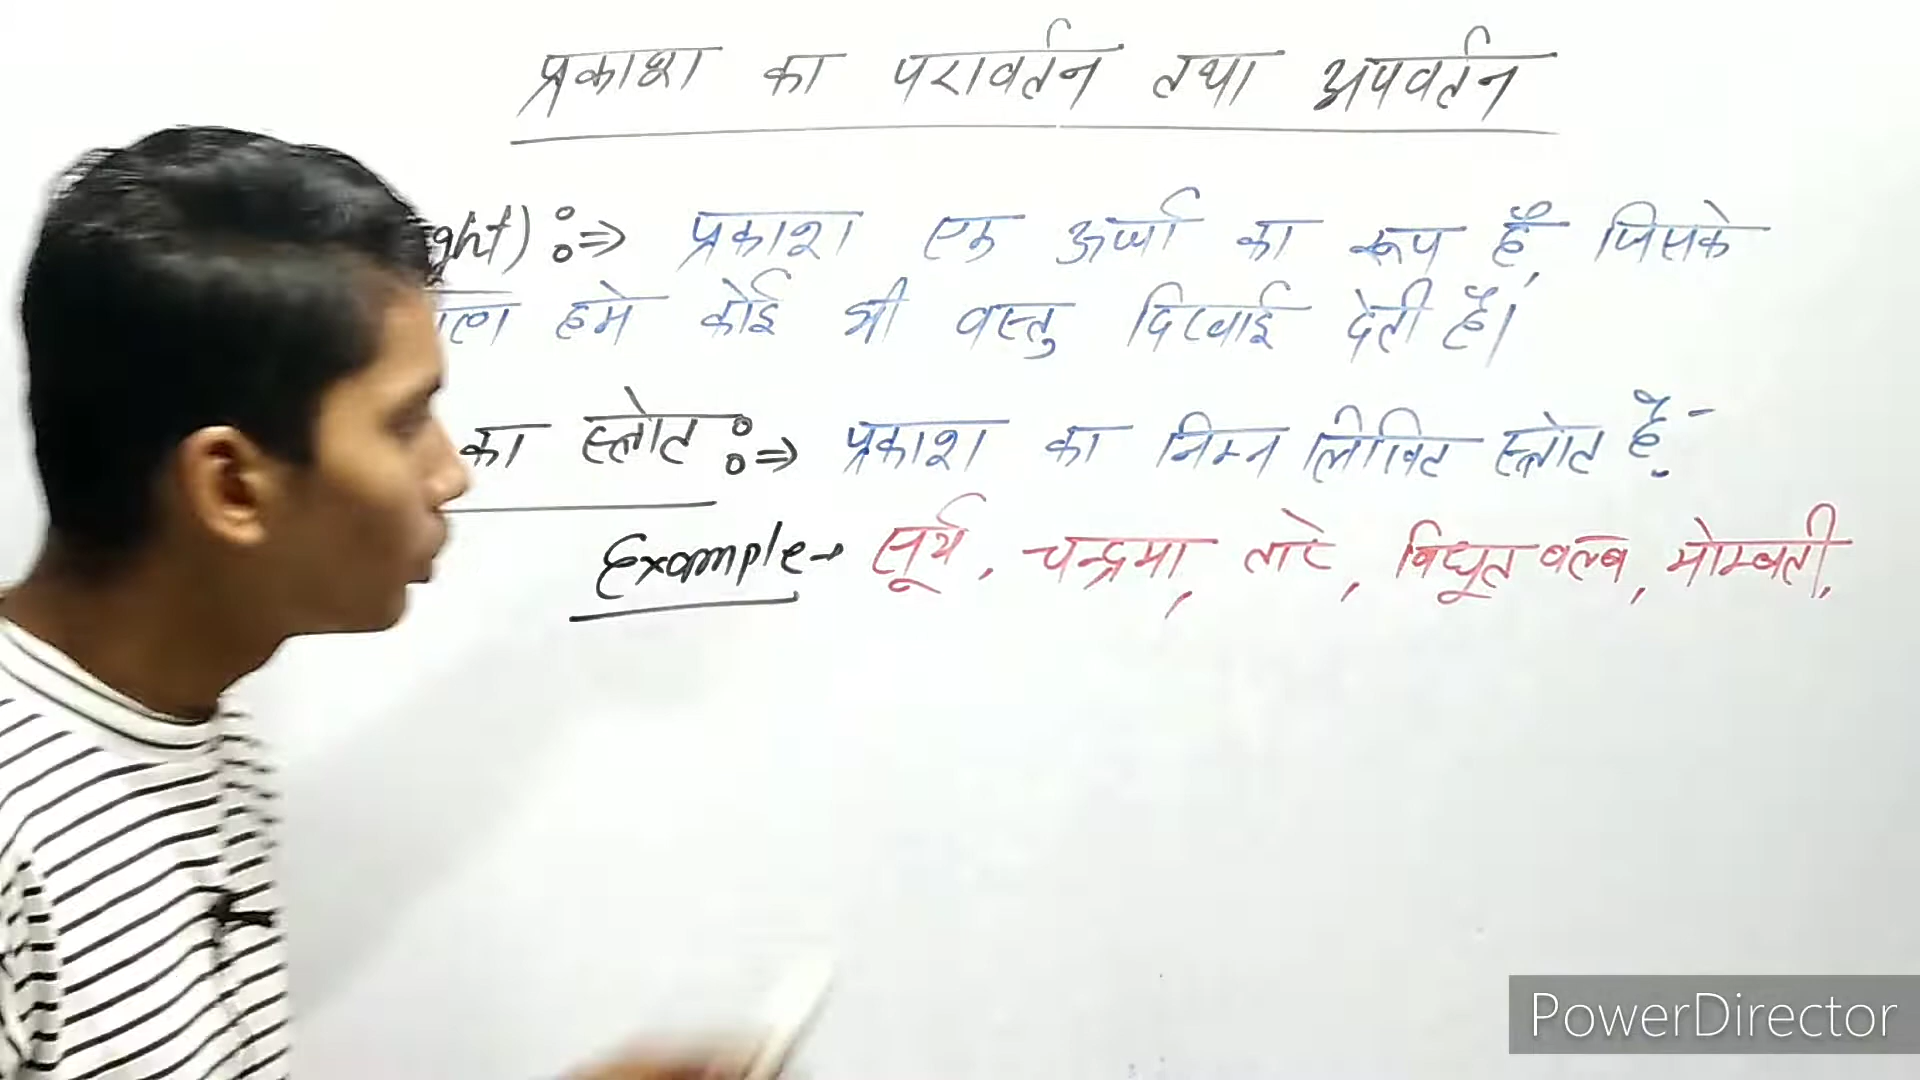 प्रकाश का परावर्तन तथा अपवर्तन
ght) :⇒ प्रकाश एक ऊर्जा का रूप है, जिसके
हमे कोई भी वस्तु दिखाई देती है।
का स्त्रोत :⇒ प्रकाश का निम्न लिखित स्त्रोत है:-
Example→ सूर्य, चन्द्रमा, तारे, विधूत बल्ब, मोम्बती,
PowerDirector